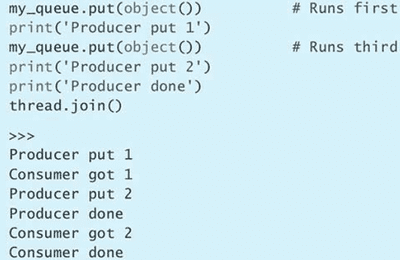 my_queue.put(object())          # Runs first
print('Producer put 1')
my_queue.put(object())          # Runs third
print('Producer put 2')
print('Producer done')
thread.join()
>>>
Producer put 1
Consumer got 1
Producer put 2
Producer done
Consumer got 2
Consumer done